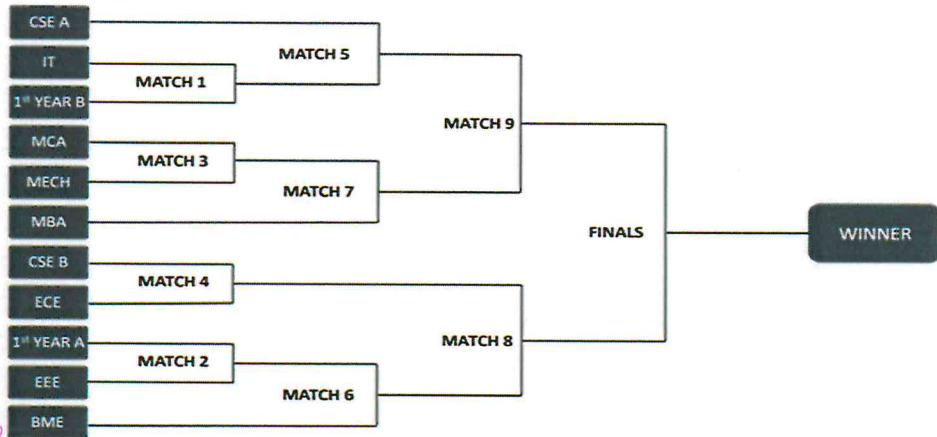 CSE A
IT
1st YEAR B
MCA
MECH
MBA
CSE B
ECE
1st YEAR A
EEE
BME
MATCH 1
MATCH 3
MATCH 4
MATCH 2
MATCH 5
MATCH 7
MATCH 6
MATCH 9
MATCH 8
FINALS
WINNER